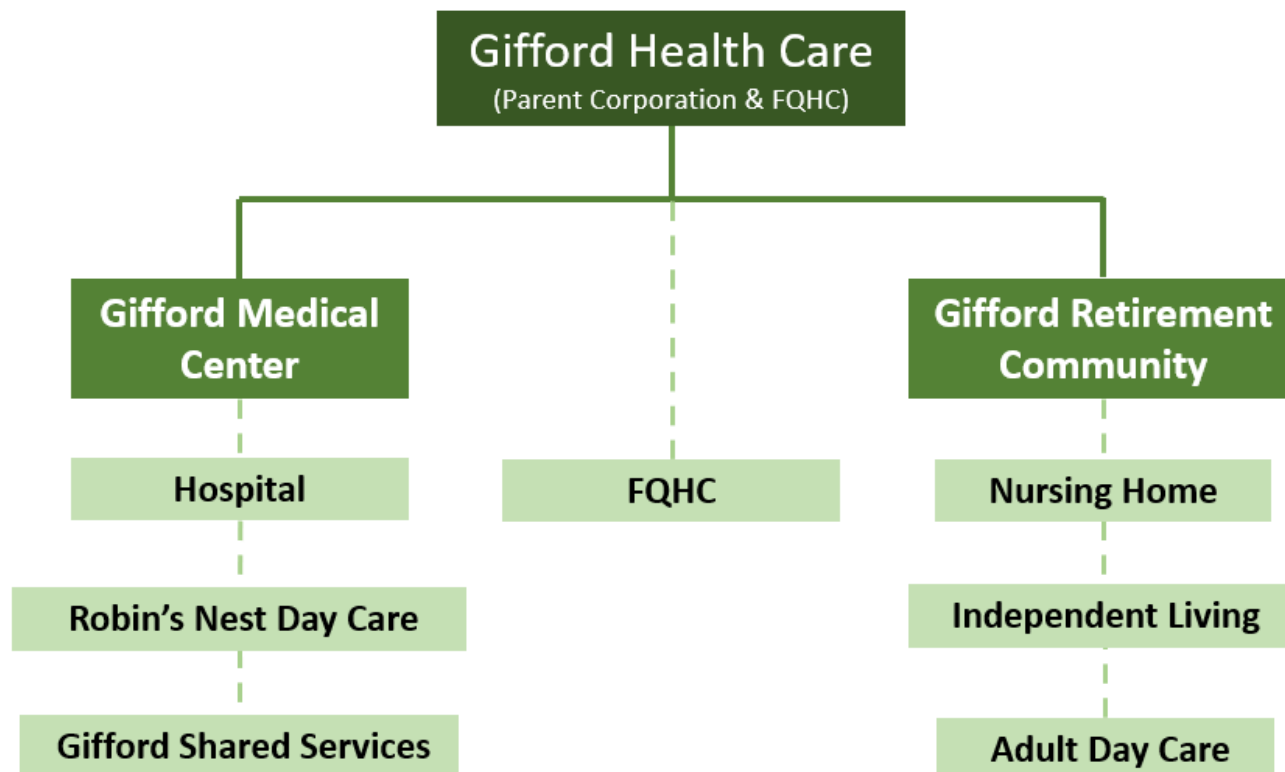 Gifford Health Care
(Parent Corporation & FQHC)
Gifford Medical
Center
Gifford Retirement
Community
Hospital
FQHC
Nursing Home
Robin’s Nest Day Care
Independent Living
Gifford Shared Services
Adult Day Care